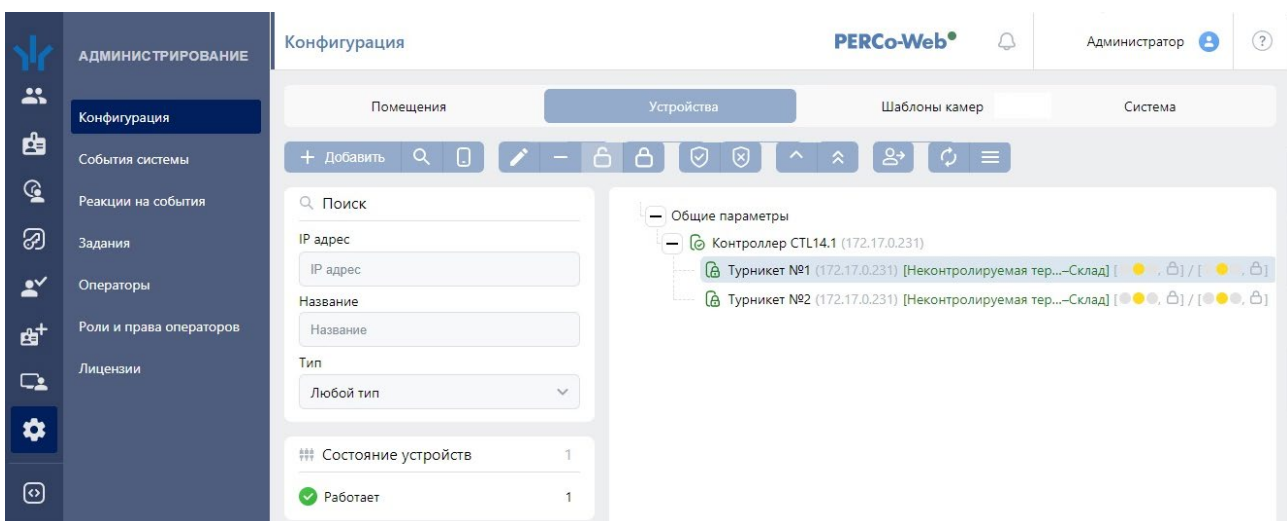 АДМИНИСТРИРОВАНИЕ
Конфигурация
События системы
Реакции на события
Задания
Операторы
Роли и права операторов
Лицензии
Конфигурация
PERCo-Web
Администратор
?
Помещения
Устройства
Шаблоны камер
Система
+ Добавить
Поиск
IP адрес
IP адрес
Название
Название
Тип
Любой тип
Состояние устройств 1
Работает 1
Общие параметры
Контроллер CTL14.1 (172.17.0.231)
Турникет №1 (172.17.0.231) [Неконтролируемая тер...–Склад] [ , ] / [ , ]
Турникет №2 (172.17.0.231) [Неконтролируемая тер...–Склад] [ , ] / [ , ]